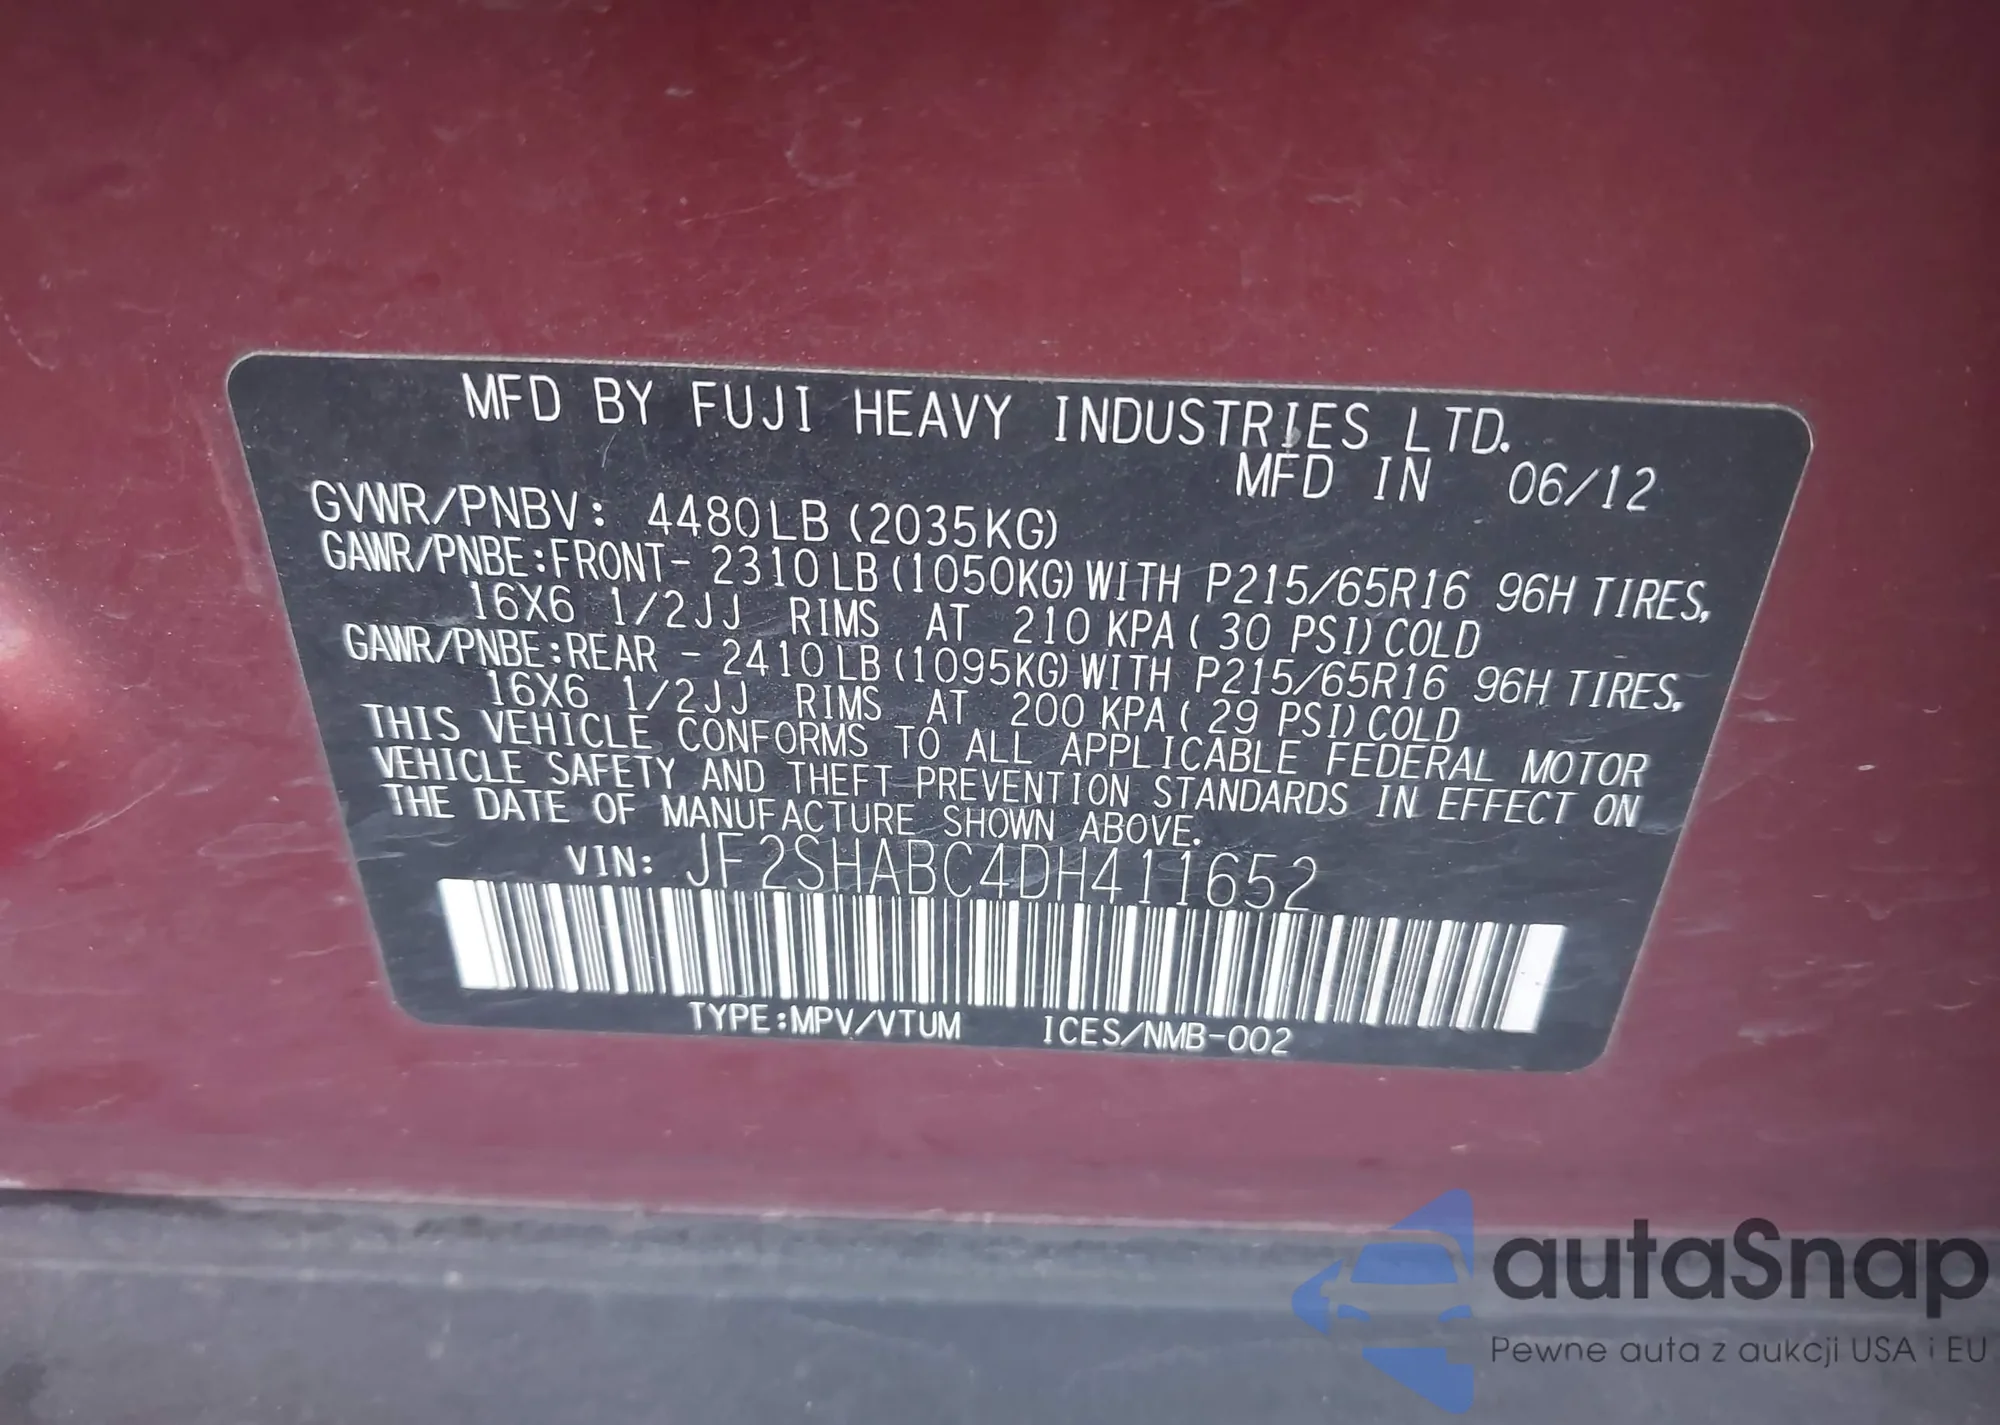 MFD BY FUJI HEAVY INDUSTRIES LTD.
MFD IN 06/12
GVWR/PNBV: 4480LB (2035KG)
GAWR/PNBE:FRONT- 2310LB(1050KG)WITH P215/65R16 96H TIRES,
16X6 1/2JJ RIMS AT 210 KPA( 30 PSI)COLD
GAWR/PNBE:REAR - 2410LB(1095KG)WITH P215/65R16 96H TIRES,
16X6 1/2JJ RIMS AT 200 KPA( 29 PSI)COLD
THIS VEHICLE CONFORMS TO ALL APPLICABLE FEDERAL MOTOR
VEHICLE SAFETY AND THEFT PREVENTION STANDARDS IN EFFECT ON
THE DATE OF MANUFACTURE SHOWN ABOVE.
VIN: JF2SHABC4DH411652
TYPE:MPV/VTUM ICES/NMB-002
autaSnap
Pewne auta z aukcji USA i EU